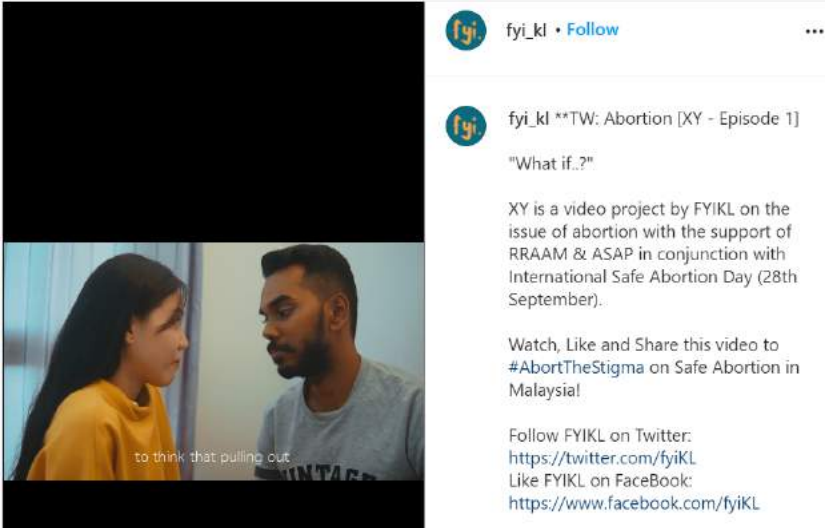 fyi.
fyi_kl • Follow
fyi.
fyi_kl **TW: Abortion [XY - Episode 1]
"What if..?"
XY is a video project by FYIKL on the
issue of abortion with the support of
RRAAM & ASAP in conjunction with
International Safe Abortion Day (28th
September).
Watch, Like and Share this video to
#AbortTheStigma on Safe Abortion in
Malaysia!
Follow FYIKL on Twitter:
https://twitter.com/fyiKL
Like FYIKL on FaceBook:
https://www.facebook.com/fyiKL
to think that pulling out
VINTAGE